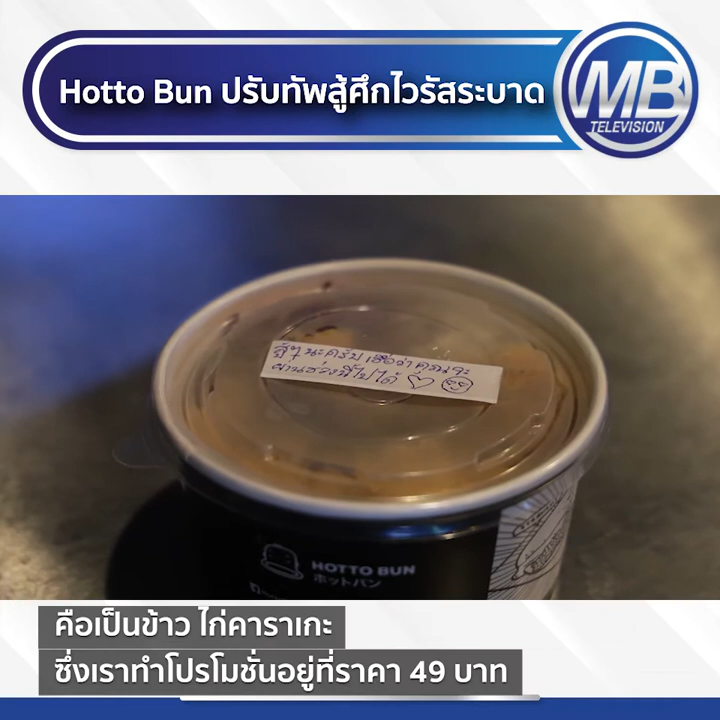 Hotto Bun ปรับทัพสู้ศึกไวรัสระบาด
MB
TELEVISION
สู้ๆ นะครับ เชื่อว่าคุณจะ
ผ่านช่วงนี้ไปได้
HOTTO BUN
ホットパン
คือเป็นข้าว ไก่คาราเกะ
ซึ่งเราทำโปรโมชั่นอยู่ที่ราคา 49 บาท